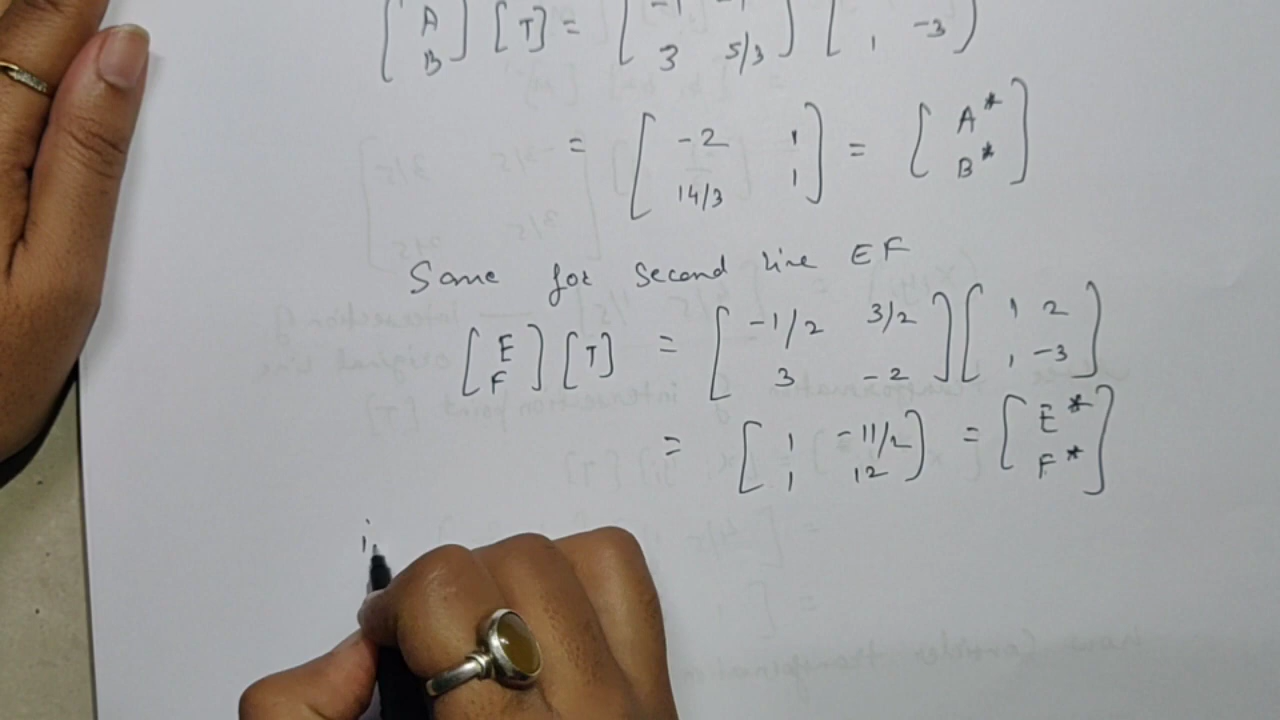 [A B] [T] = [-1 -1 3 5/3] [1 -3]
= [-2 1 14/3 1] = [A* B*]
Same for second line EF
[E F] [T] = [-1/2 3/2 3 -2] [1 2 1 -3]
= [1 -11/2 1 12] = [E* F*]
i